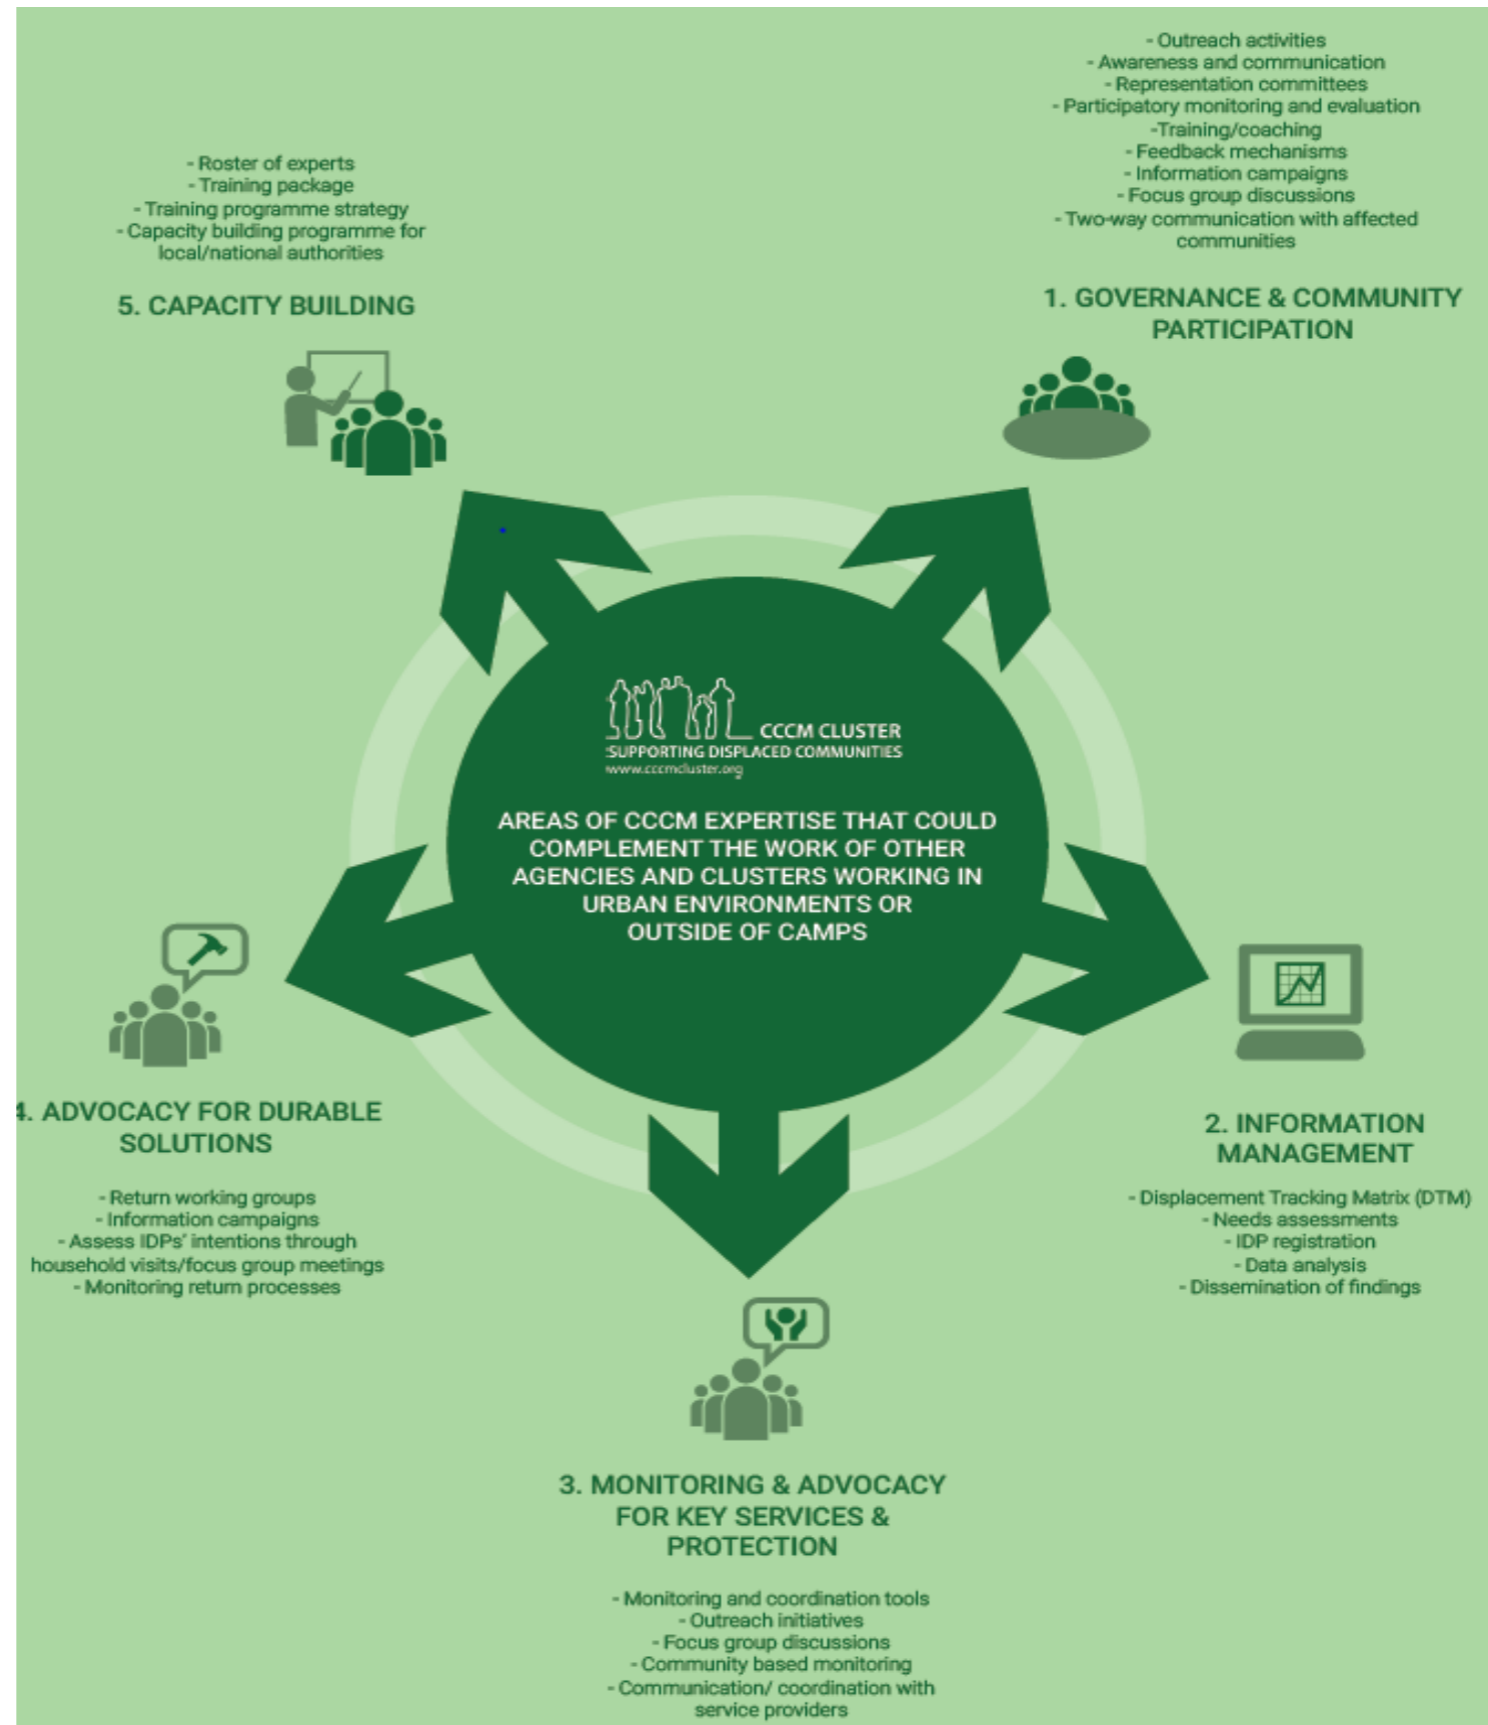 - Outreach activities
- Awareness and communication
- Representation committees
- Participatory monitoring and evaluation
-Training/coaching
- Feedback mechanisms
- Information campaigns
- Focus group discussions
- Two-way communication with affected
communities
1. GOVERNANCE & COMMUNITY
PARTICIPATION
- Roster of experts
- Training package
- Training programme strategy
- Capacity building programme for
local/national authorities
5. CAPACITY BUILDING
CCCM CLUSTER
SUPPORTING DISPLACED COMMUNITIES
www.cccmcluster.org
AREAS OF CCCM EXPERTISE THAT COULD
COMPLEMENT THE WORK OF OTHER
AGENCIES AND CLUSTERS WORKING IN
URBAN ENVIRONMENTS OR
OUTSIDE OF CAMPS
4. ADVOCACY FOR DURABLE
SOLUTIONS
- Return working groups
- Information campaigns
- Assess IDPs' intentions through
household visits/focus group meetings
- Monitoring return processes
2. INFORMATION
MANAGEMENT
- Displacement Tracking Matrix (DTM)
- Needs assessments
- IDP registration
- Data analysis
- Dissemination of findings
3. MONITORING & ADVOCACY
FOR KEY SERVICES &
PROTECTION
- Monitoring and coordination tools
- Outreach initiatives
- Focus group discussions
- Community based monitoring
- Communication/ coordination with
service providers